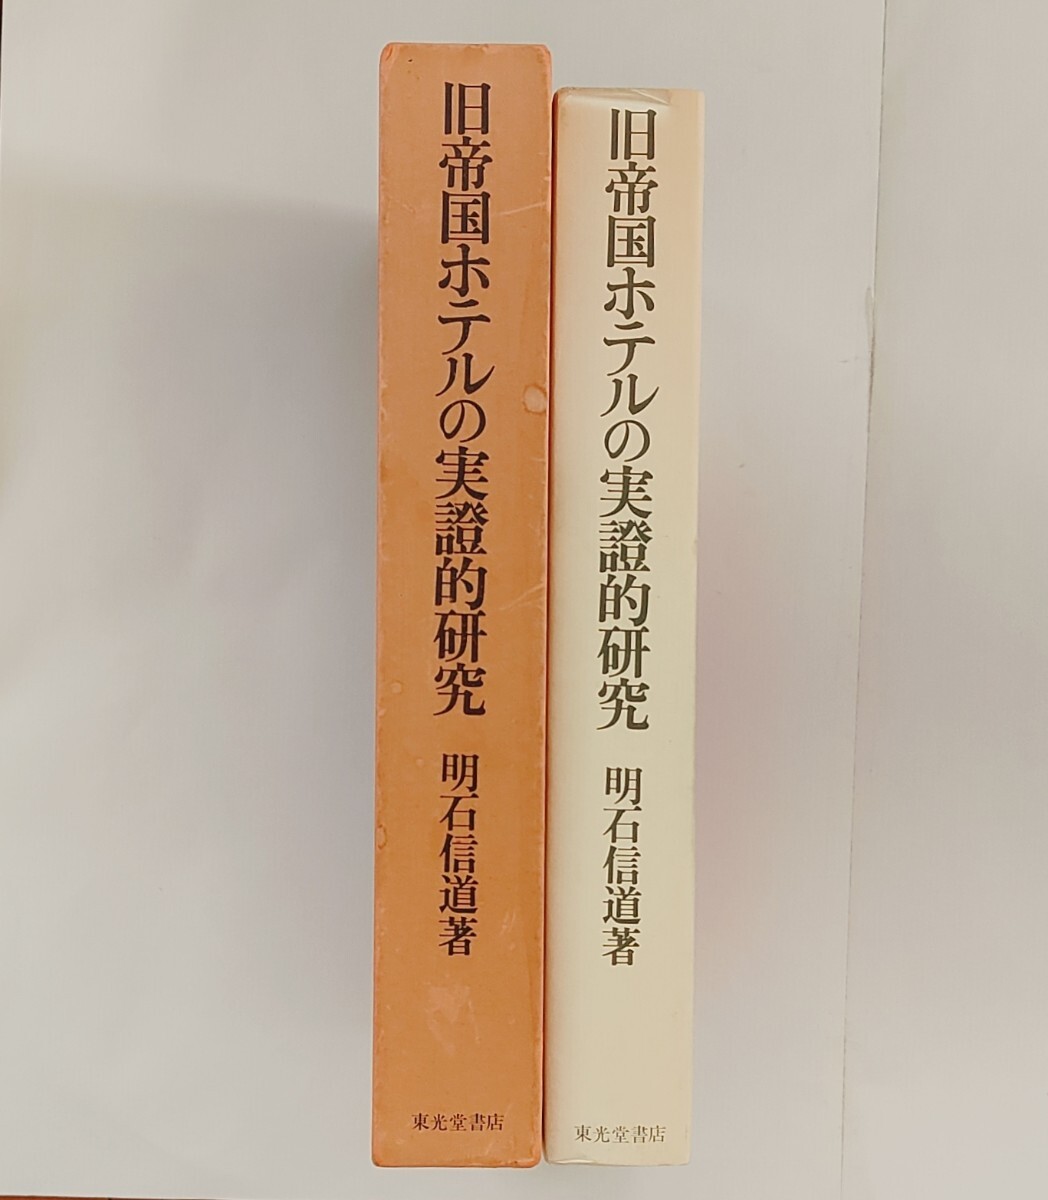 旧帝国ホテルの実證的研究
明石信道著
東光堂書店
旧帝国ホテルの実證的研究
明石信道著
東光堂書店